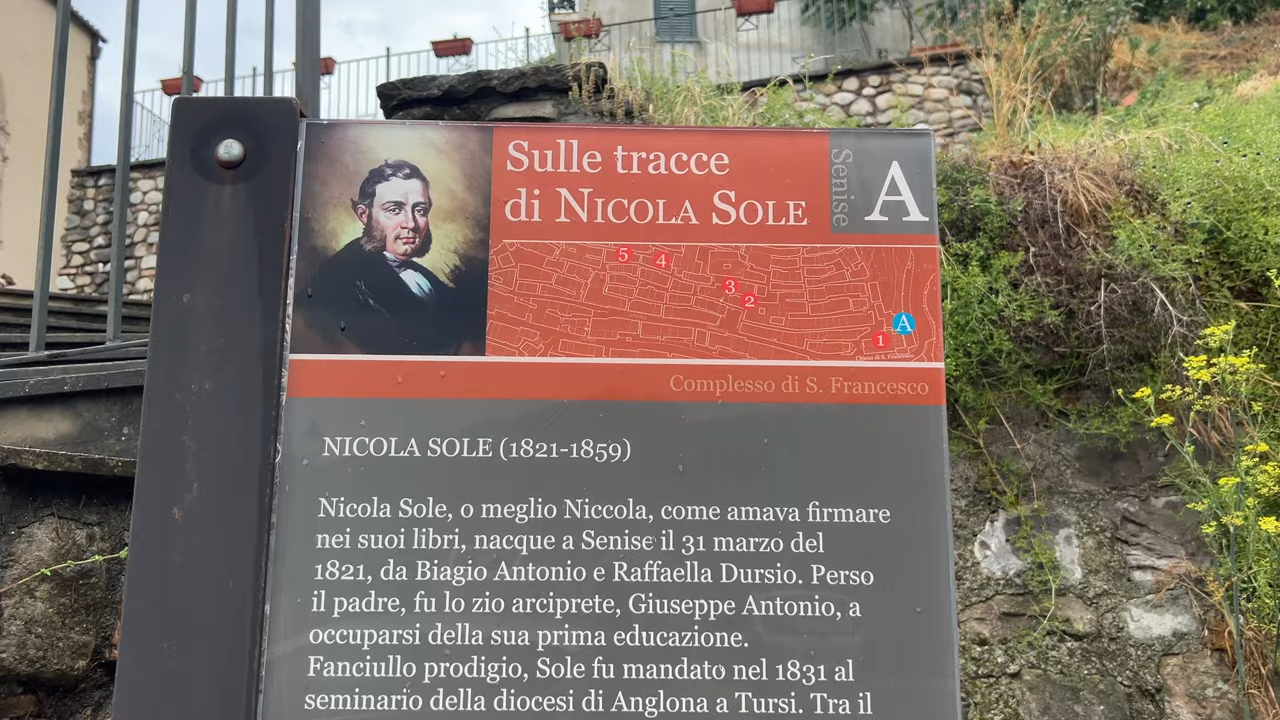 Sulle tracce
di NICOLA SOLE
Senise
A
5
4
3
2
A
1
Chiesa di S. Francesco
Complesso di S. Francesco
NICOLA SOLE (1821-1859)
Nicola Sole, o meglio Niccola, come amava firmare
nei suoi libri, nacque a Senise il 31 marzo del
1821, da Biagio Antonio e Raffaella Dursio. Perso
il padre, fu lo zio arciprete, Giuseppe Antonio, a
occuparsi della sua prima educazione.
Fanciullo prodigio, Sole fu mandato nel 1831 al
seminario della diocesi di Anglona a Tursi. Tra il